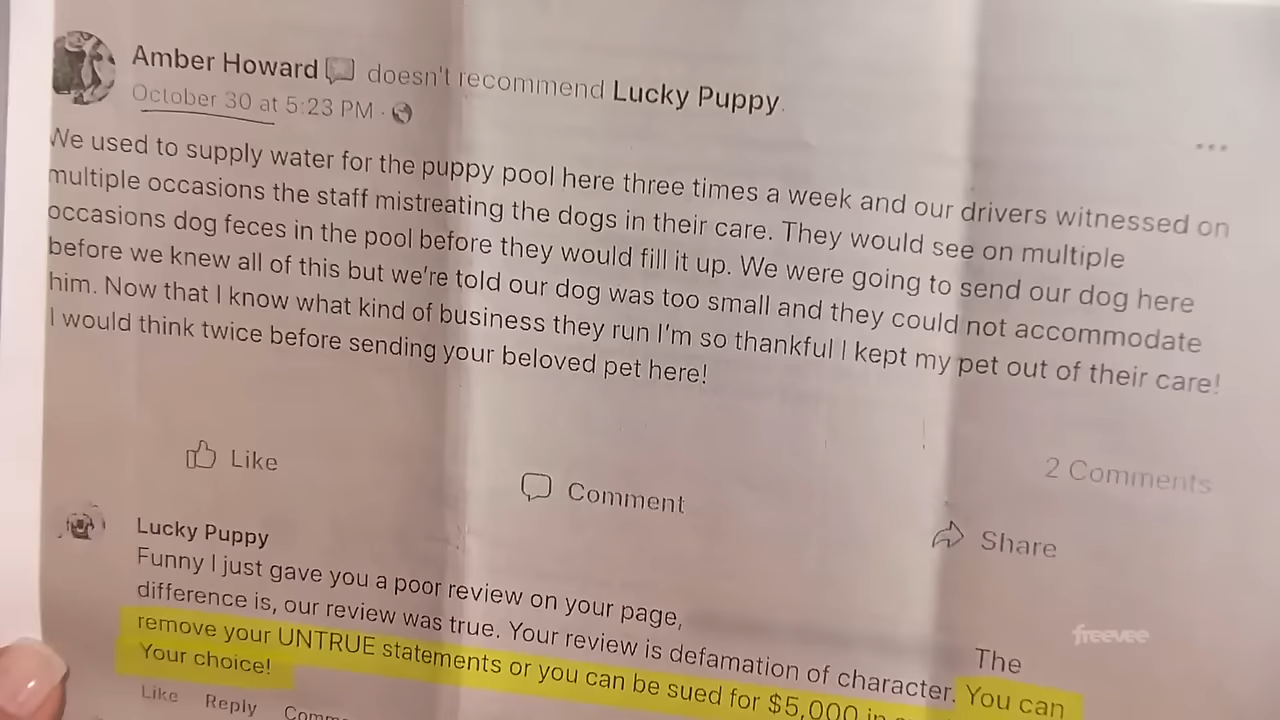 Amber Howard doesn't recommend Lucky Puppy.
October 30 at 5:23 PM ·
We used to supply water for the puppy pool here three times a week and our drivers witnessed on
multiple occasions the staff mistreating the dogs in their care. They would see on multiple
occasions dog feces in the pool before they would fill it up. We were going to send our dog here
before we knew all of this but we're told our dog was too small and they could not accommodate
him. Now that I know what kind of business they run I'm so thankful I kept my pet out of their care!
I would think twice before sending your beloved pet here!
2 Comments
Like Comment Share
Lucky Puppy
Funny I just gave you a poor review on your page, The
difference is, our review was true. Your review is defamation of character. You can
remove your UNTRUE statements or you can be sued for $5,000 in
Your choice!
Like Reply
freevee